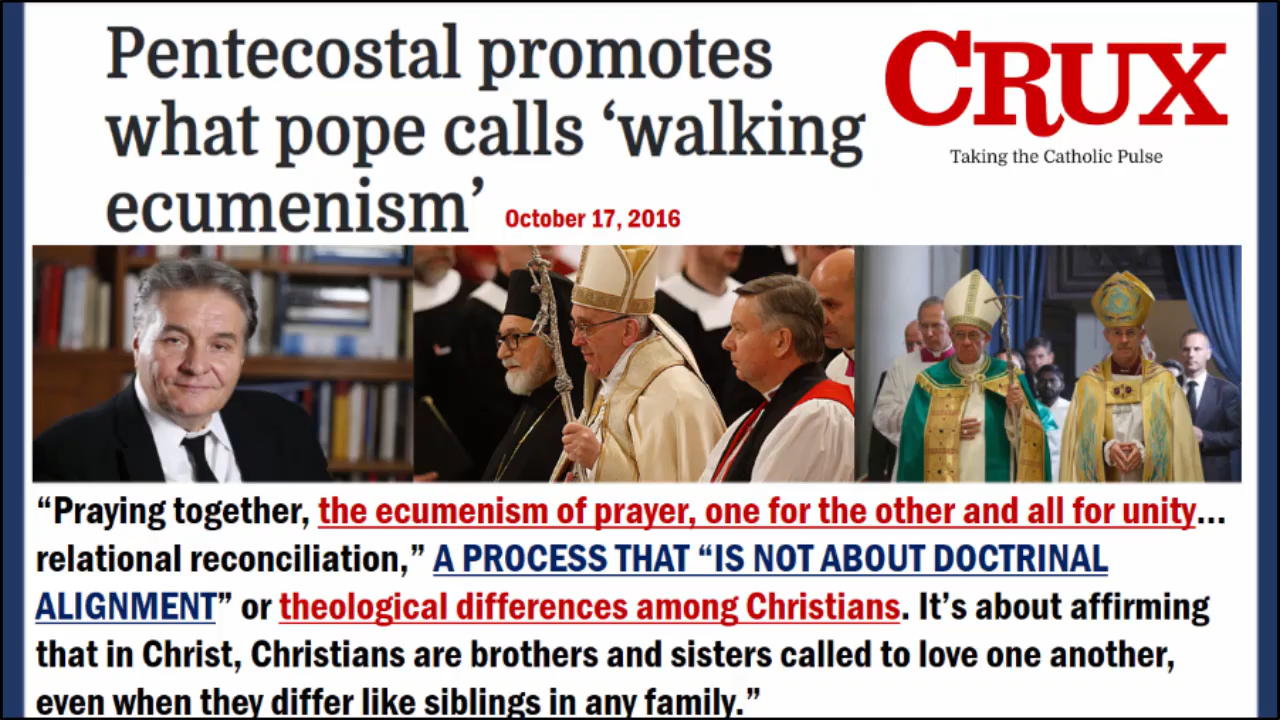 Pentecostal promotes
what pope calls ‘walking
ecumenism’ October 17, 2016
CRUX
Taking the Catholic Pulse
“Praying together, the ecumenism of prayer, one for the other and all for unity...
relational reconciliation,” A PROCESS THAT “IS NOT ABOUT DOCTRINAL
ALIGNMENT” or theological differences among Christians. It’s about affirming
that in Christ, Christians are brothers and sisters called to love one another,
even when they differ like siblings in any family.”